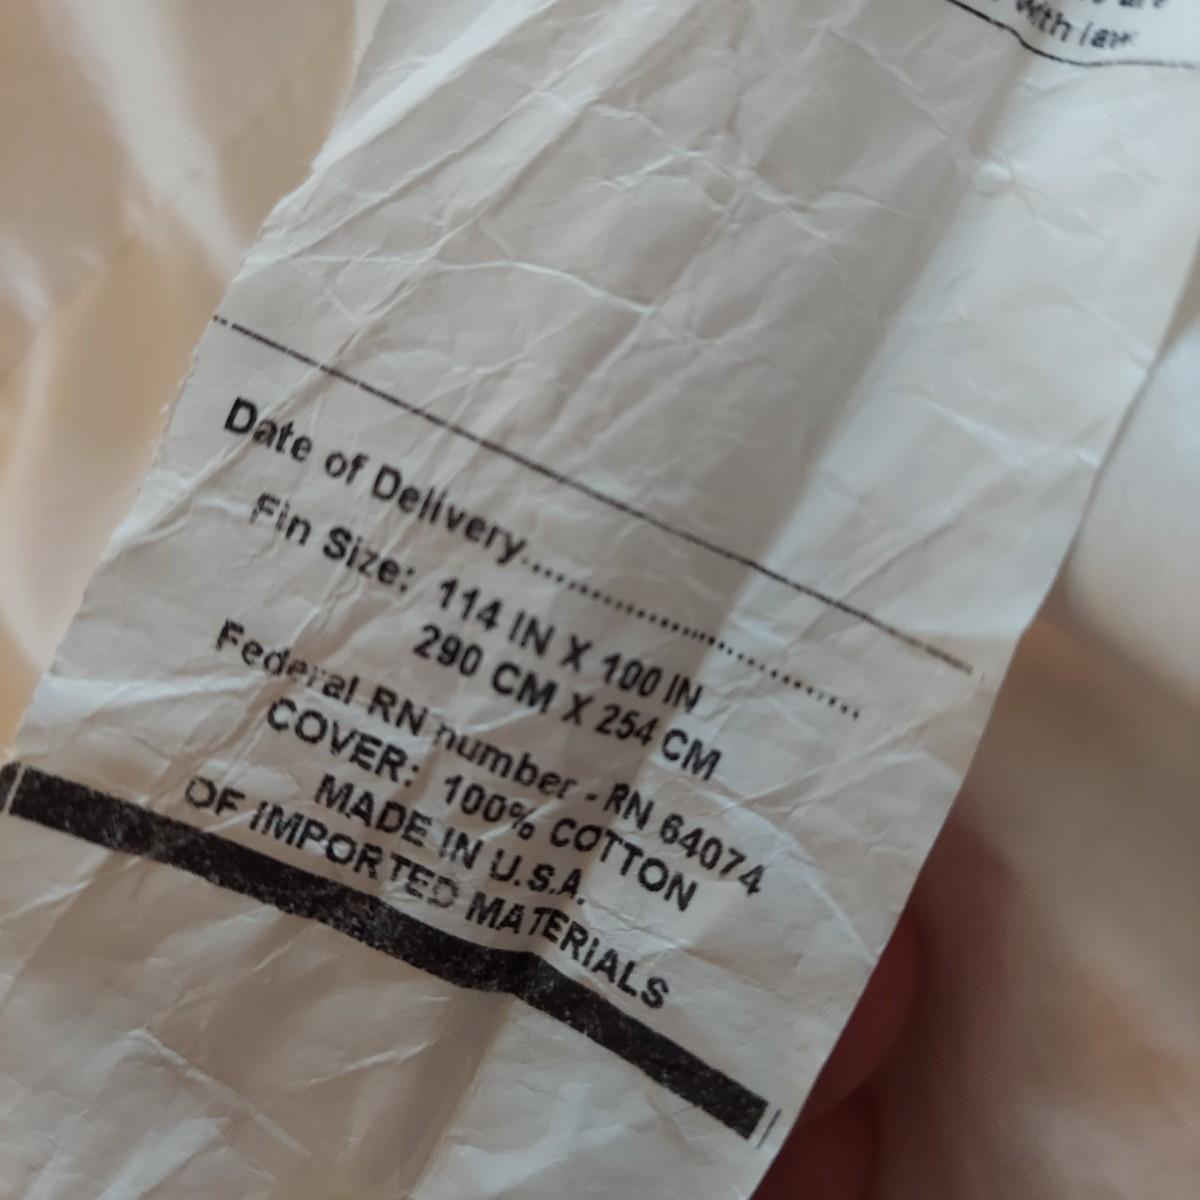 with law.
Date of Delivery..............................
Fin Size: 114 IN X 100 IN
290 CM X 254 CM
Federal RN number - RN 64074
COVER: 100% COTTON
MADE IN U.S.A.
OF IMPORTED MATERIALS